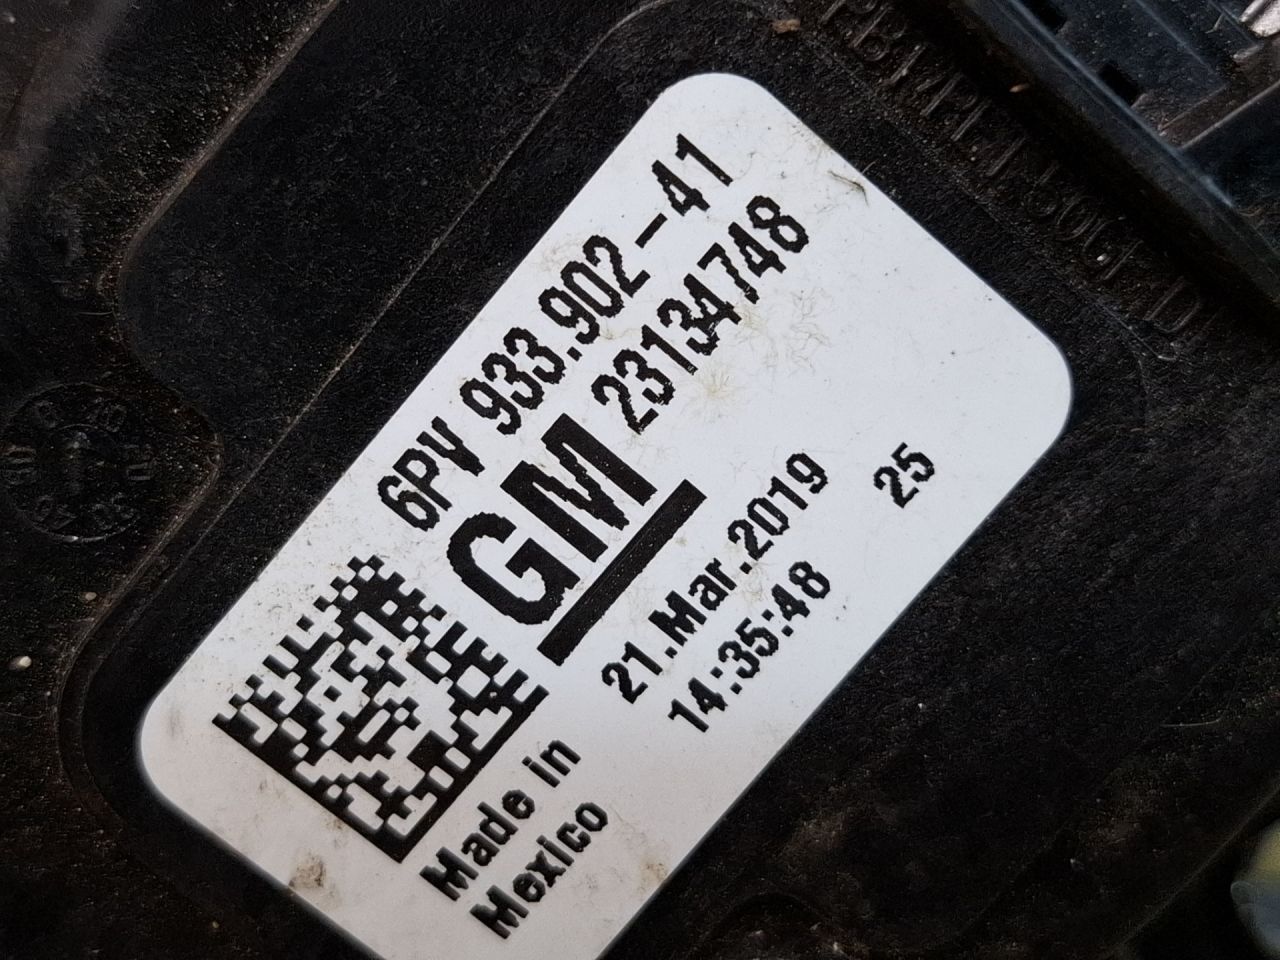 6PV 933.902-41
GM 23134748
21.Mar.2019
14:35:48
25
Made in
Mexico